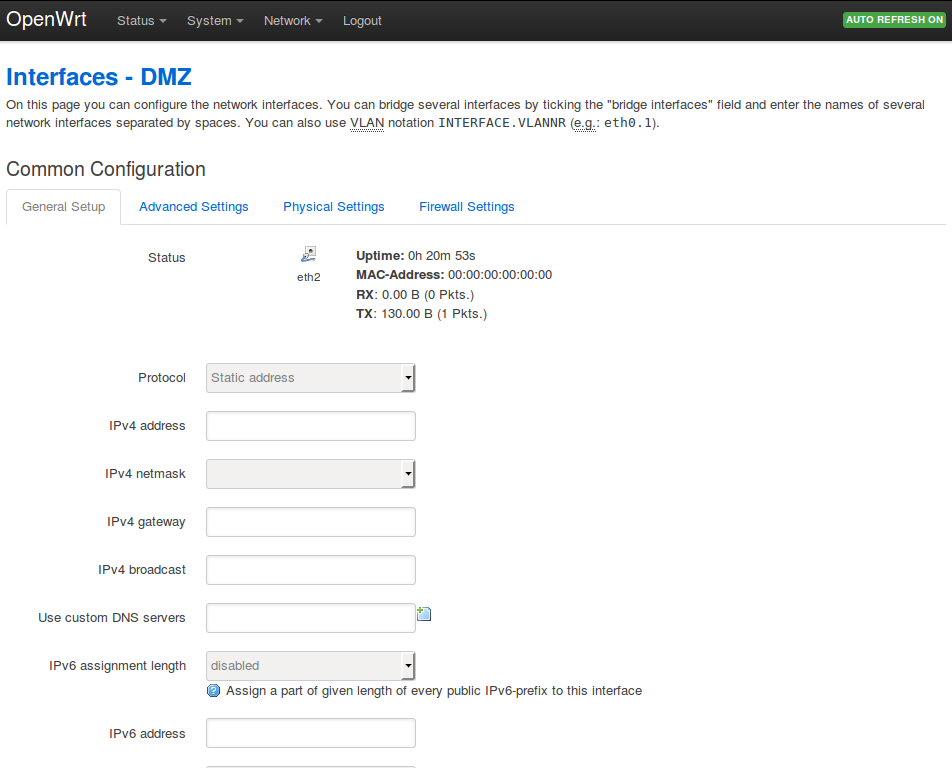 OpenWrt Status System Network Logout AUTO REFRESH ON
Interfaces - DMZ
On this page you can configure the network interfaces. You can bridge several interfaces by ticking the "bridge interfaces" field and enter the names of several
network interfaces separated by spaces. You can also use VLAN notation INTERFACE.VLANNR (e.g.: eth0.1).
Common Configuration
General Setup Advanced Settings Physical Settings Firewall Settings
Status
eth2
Uptime: 0h 20m 53s
MAC-Address: 00:00:00:00:00:00
RX: 0.00 B (0 Pkts.)
TX: 130.00 B (1 Pkts.)
Protocol Static address
IPv4 address
IPv4 netmask
IPv4 gateway
IPv4 broadcast
Use custom DNS servers
IPv6 assignment length disabled
Assign a part of given length of every public IPv6-prefix to this interface
IPv6 address